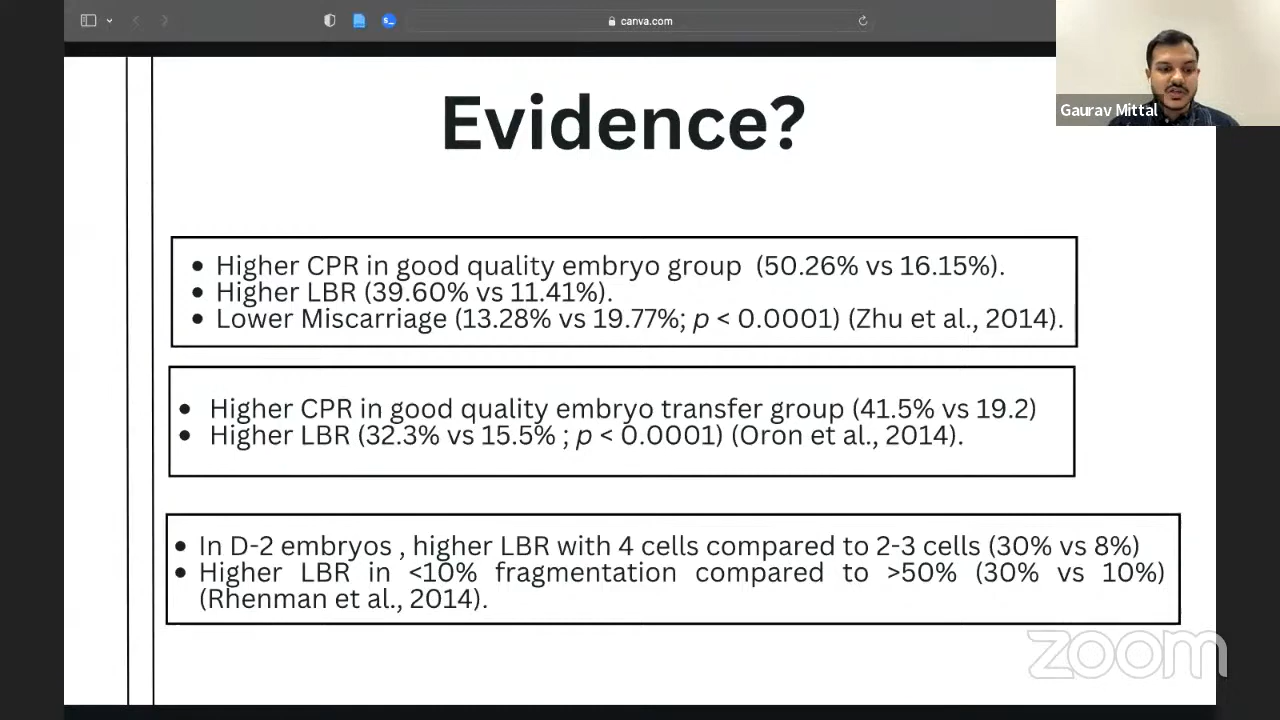 canva.com
Gaurav Mittal
Evidence?
• Higher CPR in good quality embryo group (50.26% vs 16.15%).
• Higher LBR (39.60% vs 11.41%).
• Lower Miscarriage (13.28% vs 19.77%; p < 0.0001) (Zhu et al., 2014).
• Higher CPR in good quality embryo transfer group (41.5% vs 19.2)
• Higher LBR (32.3% vs 15.5% ; p < 0.0001) (Oron et al., 2014).
• In D-2 embryos , higher LBR with 4 cells compared to 2-3 cells (30% vs 8%)
• Higher LBR in <10% fragmentation compared to >50% (30% vs 10%)
(Rhenman et al., 2014).
zoom